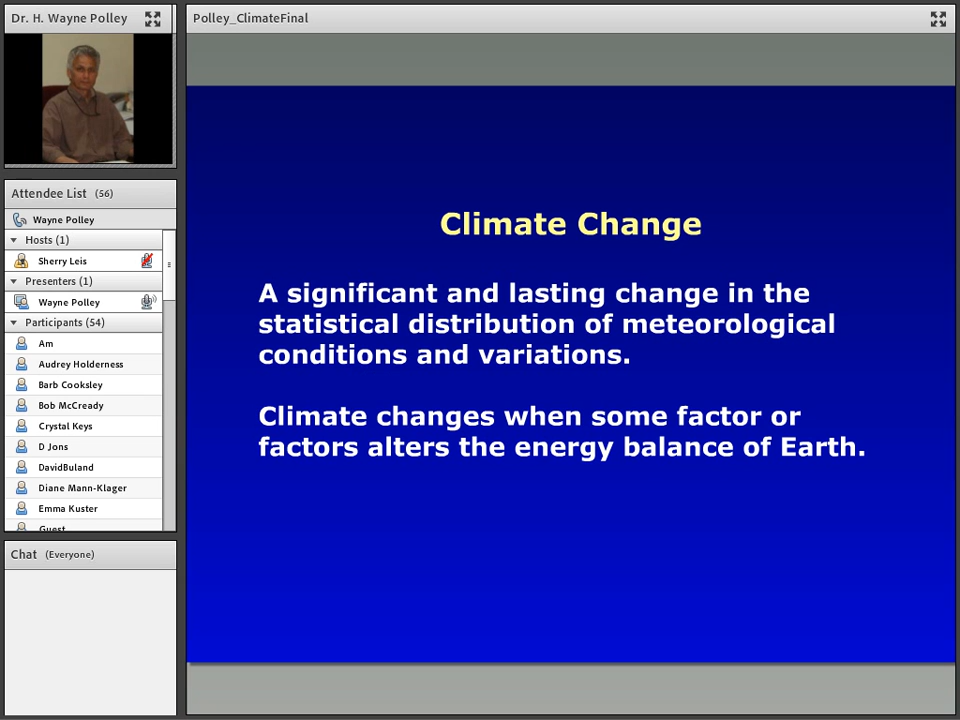 Dr. H. Wayne Polley
Attendee List (56)
Wayne Polley
Hosts (1)
Sherry Leis
Presenters (1)
Wayne Polley
Participants (54)
Am
Audrey Holderness
Barb Cooksley
Bob McCready
Crystal Keys
D Jons
DavidBuland
Diane Mann-Klager
Emma Kuster
Guest
Chat (Everyone)
Polley_ClimateFinal
Climate Change
A significant and lasting change in the
statistical distribution of meteorological
conditions and variations.
Climate changes when some factor or
factors alters the energy balance of Earth.